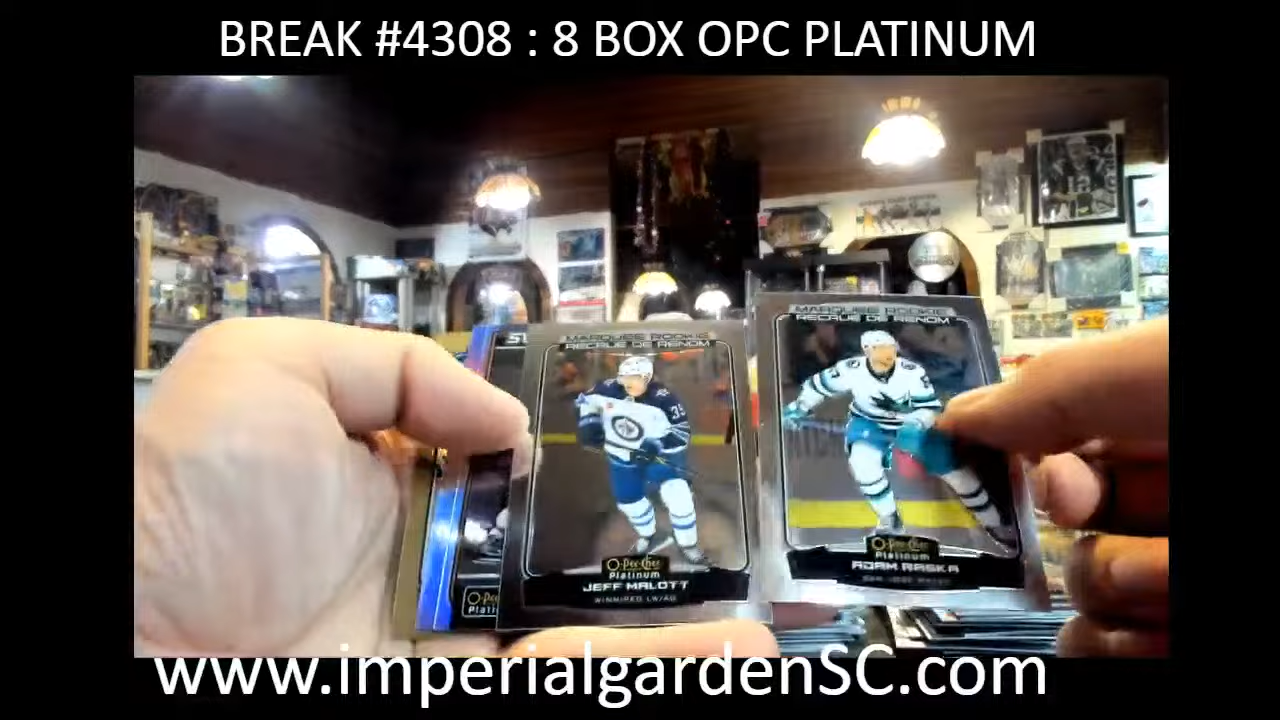 BREAK #4308 : 8 BOX OPC PLATINUM
MARQUEE ROOKIE
RECRUE DE RENOM
MARQUEE ROOKIE
RECRUE DE RENOM
39
O-Pee-Chee
Platinum
ADAM RASKA
O-Pee-Chee
Platinum
JEFF MALOTT
WINNIPEG LW/AG
www.imperialgardenSC.com